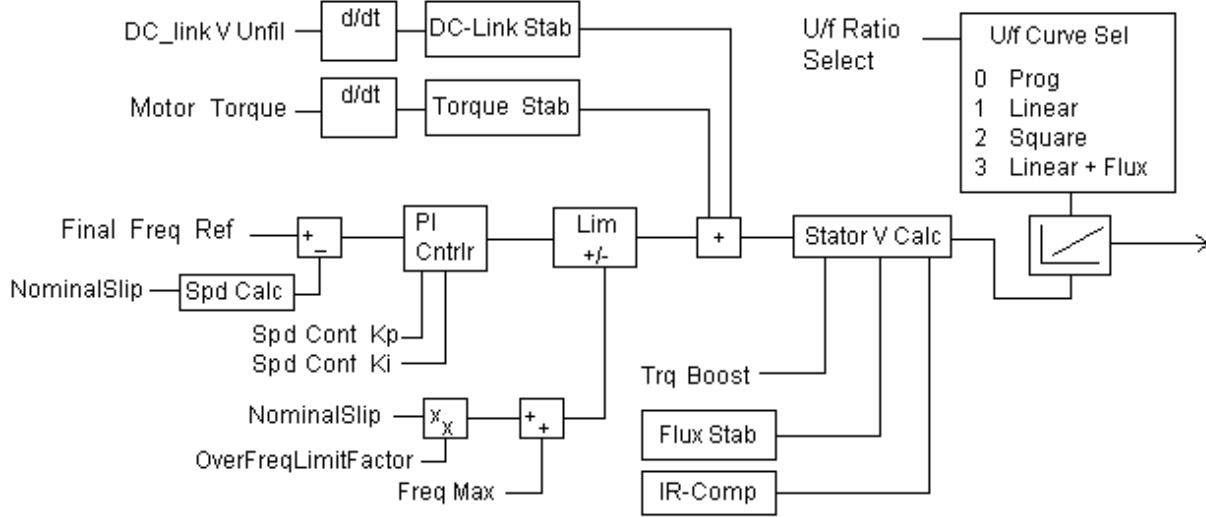 DC_link V Unfil
d/dt
DC-Link Stab
Motor Torque
d/dt
Torque Stab
U/f Ratio
Select
U/f Curve Sel
0 Prog
1 Linear
2 Square
3 Linear + Flux
Final Freq Ref
+
–
PI
Cntrlr
Lim
+/-
+
Stator V Calc
NominalSlip
Spd Calc
Spd Cont Kp
Spd Cont Ki
NominalSlip
x
x
+
+
OverFreqLimitFactor
Freq Max
Trq Boost
Flux Stab
IR-Comp